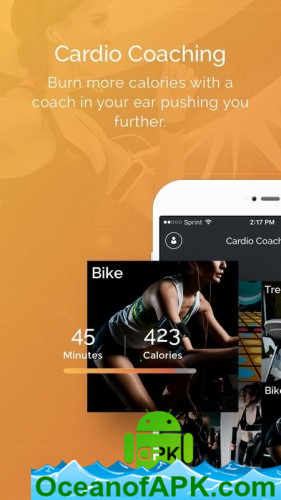 Cardio Coaching
Burn more calories with a
coach in your ear pushing you
further.
Sprint
2:17 PM
Cardio Coach
Bike
45
Minutes
423
Calories
Tre
Bike
APK
OceanofAPK.com